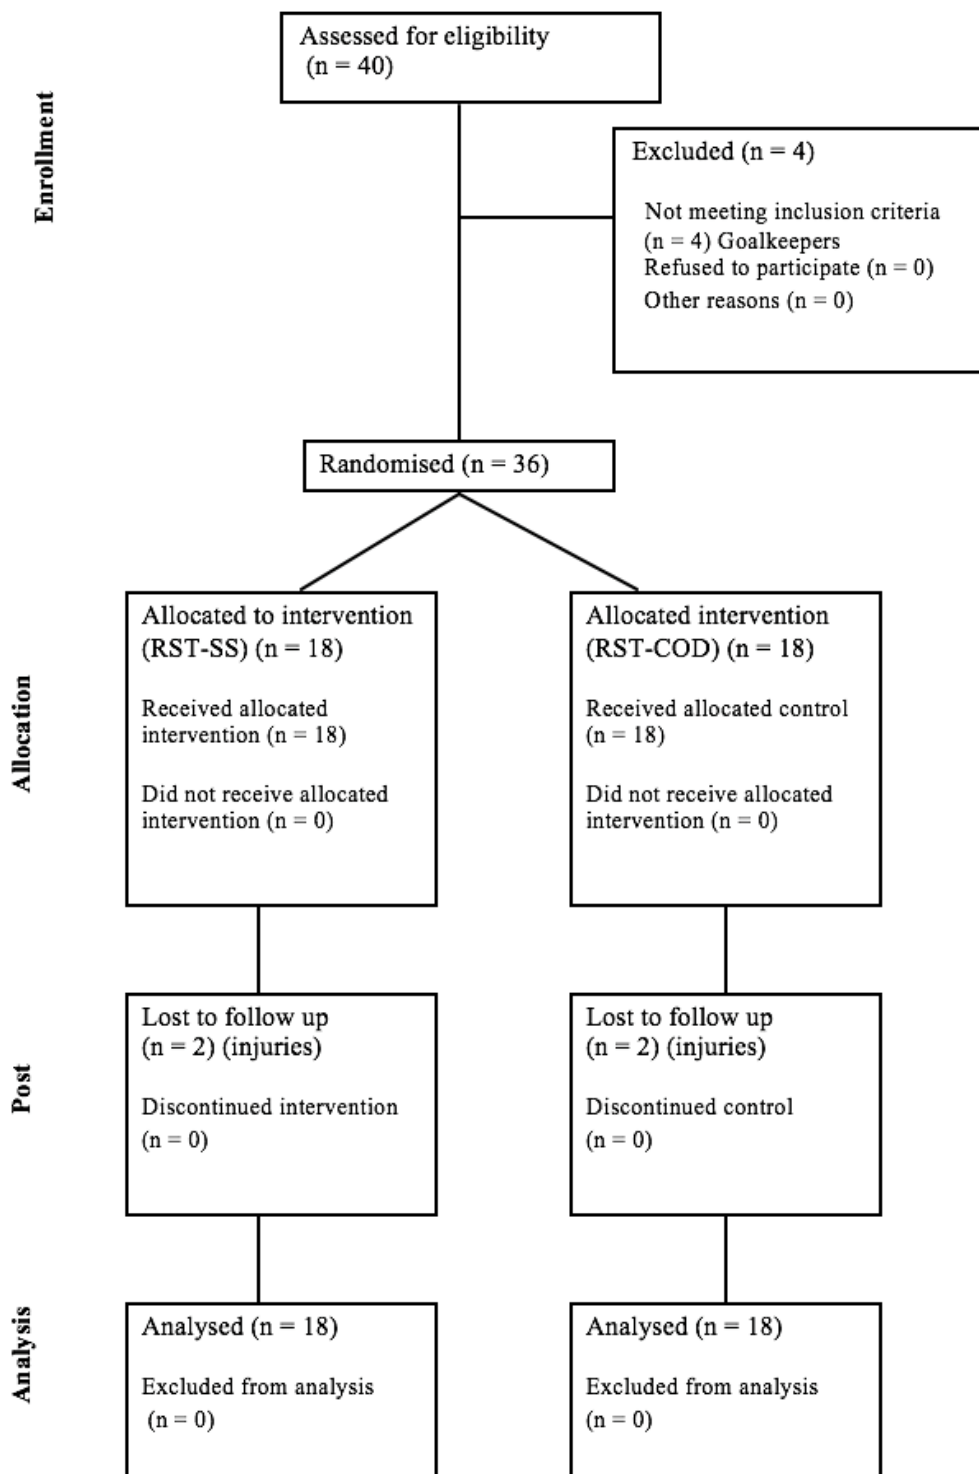 Enrollment
Assessed for eligibility
(n = 40)
Excluded (n = 4)
Not meeting inclusion criteria
(n = 4) Goalkeepers
Refused to participate (n = 0)
Other reasons (n = 0)
Randomised (n = 36)
Allocation
Allocated to intervention
(RST-SS) (n = 18)
Received allocated
intervention (n = 18)
Did not receive allocated
intervention (n = 0)
Allocated intervention
(RST-COD) (n = 18)
Received allocated control
(n = 18)
Did not receive allocated
intervention (n = 0)
Post
Lost to follow up
(n = 2) (injuries)
Discontinued intervention
(n = 0)
Lost to follow up
(n = 2) (injuries)
Discontinued control
(n = 0)
Analysis
Analysed (n = 18)
Excluded from analysis
(n = 0)
Analysed (n = 18)
Excluded from analysis
(n = 0)